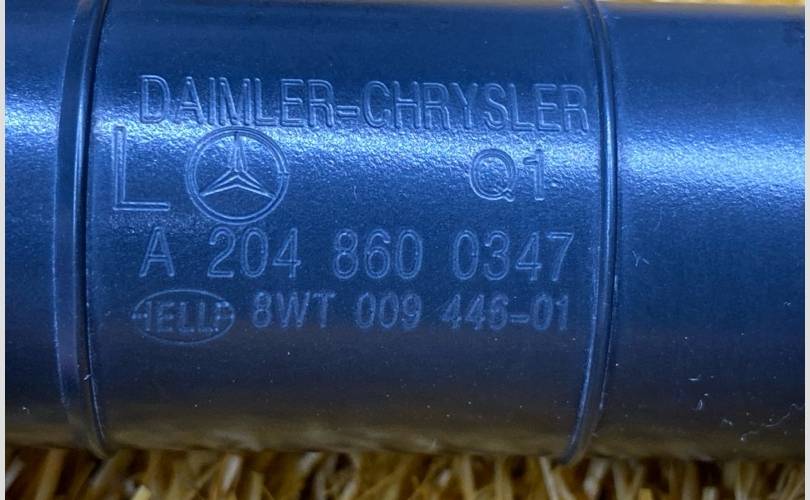 DAIMLER-CHRYSLER
L Q1
A 204 860 0347
HELLA 8WT 009 446-01